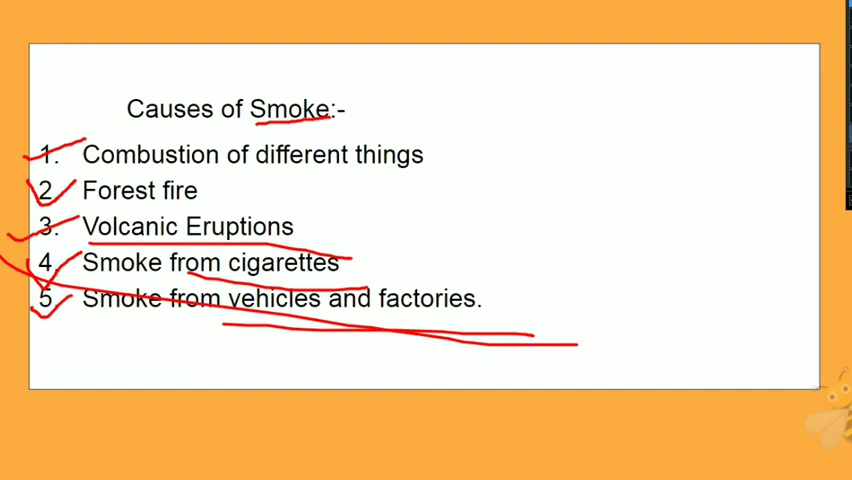 Causes of Smoke:-
1. Combustion of different things
2. Forest fire
3. Volcanic Eruptions
4. Smoke from cigarettes
5. Smoke from vehicles and factories.